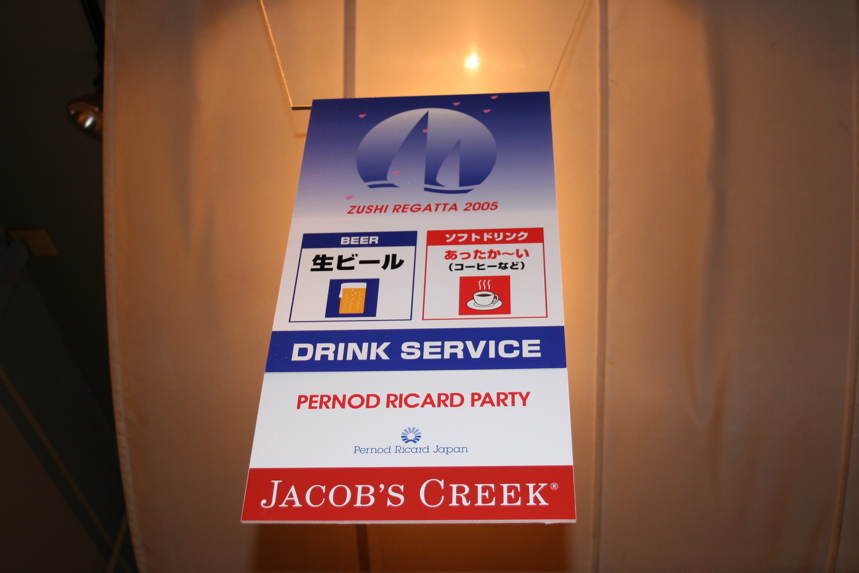 ZUSHI REGATTA 2005
BEER
生ビール
ソフトドリンク
あったか〜い
(コーヒーなど)
DRINK SERVICE
PERNOD RICARD PARTY
Pernod Ricard Japan
JACOB'S CREEK®